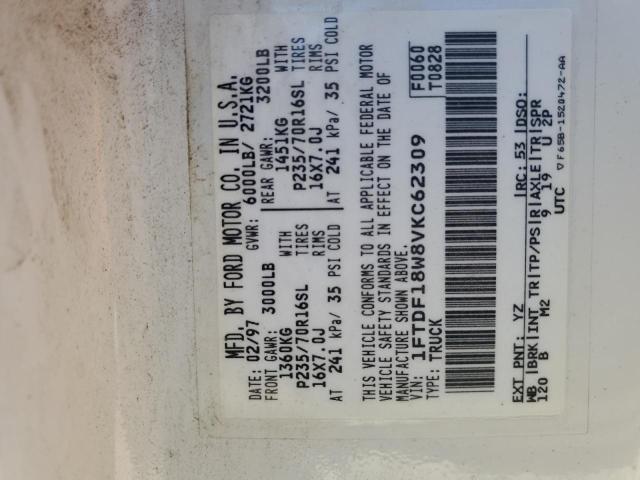 MFD. BY FORD MOTOR CO. IN U.S.A.
DATE: 02/97 GVWR: 6000LB/ 2721KG
FRONT GAWR: 3000LB REAR GAWR: 3200LB
1360KG WITH 1451KG WITH
P235/70R16SL TIRES P235/70R16SL TIRES
16X7.0J RIMS 16X7.0J RIMS
AT 241 kPa/ 35 PSI COLD AT 241 kPa/ 35 PSI COLD
THIS VEHICLE CONFORMS TO ALL APPLICABLE FEDERAL MOTOR
VEHICLE SAFETY STANDARDS IN EFFECT ON THE DATE OF
MANUFACTURE SHOWN ABOVE.
VIN: 1FTDF18W8VKC62309 F0060
TYPE: TRUCK T0828
EXT PNT: YZ RC: 53 DSO:
WB BRK INT TR TP/PS R AXLE TR SPR
120 B M2 9 19 U 2P
UTC ▽F65B-1520472-AA